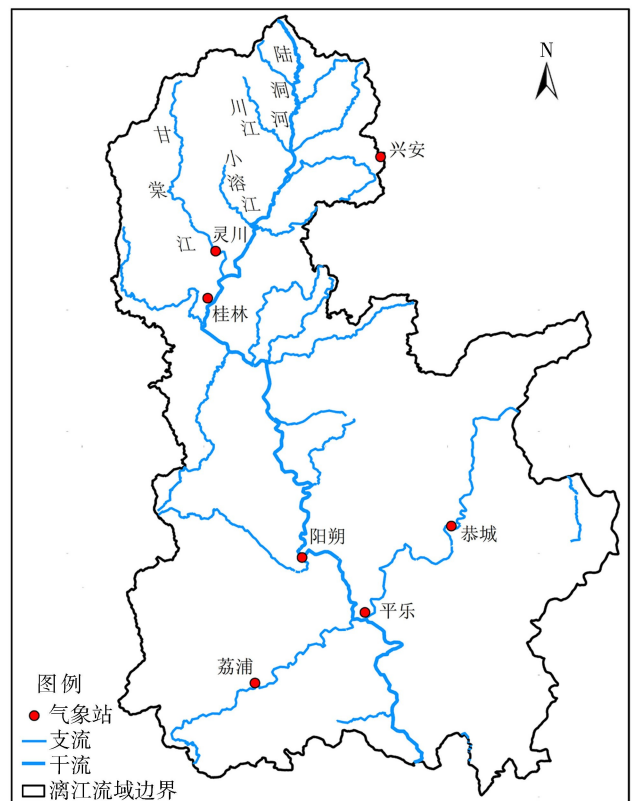 N
陆洞河
川江
小溶江
甘棠江
兴安
灵川
桂林
阳朔
恭城
平乐
荔浦
图例
气象站
支流
干流
漓江流域边界